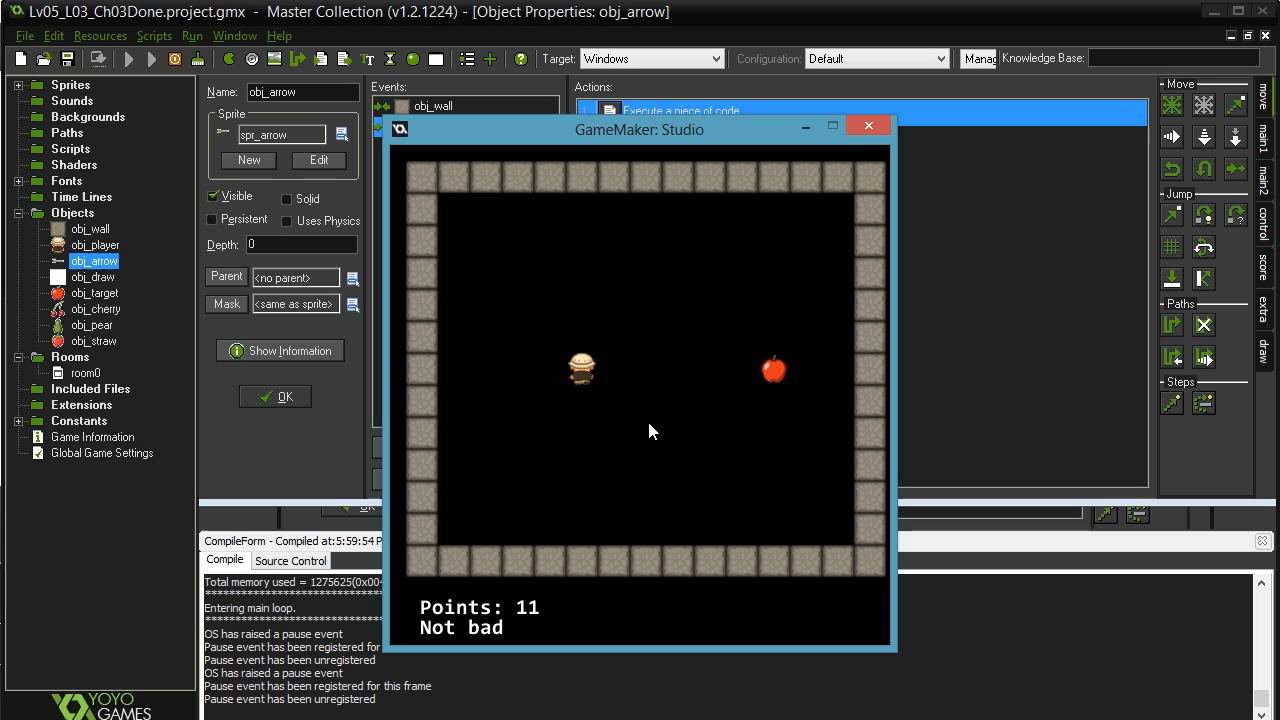 Lv05_L03_Ch03Done.project.gmx - Master Collection (v1.2.1224) - [Object Properties: obj_arrow]
File Edit Resources Scripts Run Window Help
Target: Windows Configuration: Default Manag Knowledge Base:
Sprites
Sounds
Backgrounds
Paths
Scripts
Shaders
Fonts
Time Lines
Objects
obj_wall
obj_player
obj_arrow
obj_draw
obj_target
obj_cherry
obj_pear
obj_straw
Rooms
room0
Included Files
Extensions
Constants
Game Information
Global Game Settings
YOYO
GAMES
Name: obj_arrow
Sprite
spr_arrow
New Edit
Visible Solid
Persistent Uses Physics
Depth: 0
Parent <no parent>
Mask <same as sprite>
Show Information
OK
Events:
obj_wall
Actions:
Execute a piece of code
GameMaker: Studio
Points: 11
Not bad
Move
Jump
Paths
Steps
move
main1
main2
control
score
extra
draw
OK
CompileForm - Compiled at:5:59:54 P
Compile Source Control
Total memory used = 1275625(0x004
Entering main loop.
OS has raised a pause event
Pause event has been registered for
Pause event has been unregistered
OS has raised a pause event
Pause event has been registered for this frame
Pause event has been unregistered